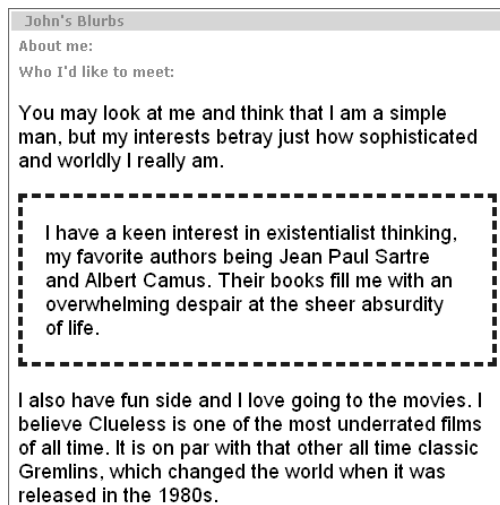 John's Blurbs
About me:
Who I'd like to meet:
You may look at me and think that I am a simple
man, but my interests betray just how sophisticated
and worldly I really am.
I have a keen interest in existentialist thinking,
my favorite authors being Jean Paul Sartre
and Albert Camus. Their books fill me with an
overwhelming despair at the sheer absurdity
of life.
I also have fun side and I love going to the movies. I
believe Clueless is one of the most underrated films
of all time. It is on par with that other all time classic
Gremlins, which changed the world when it was
released in the 1980s.